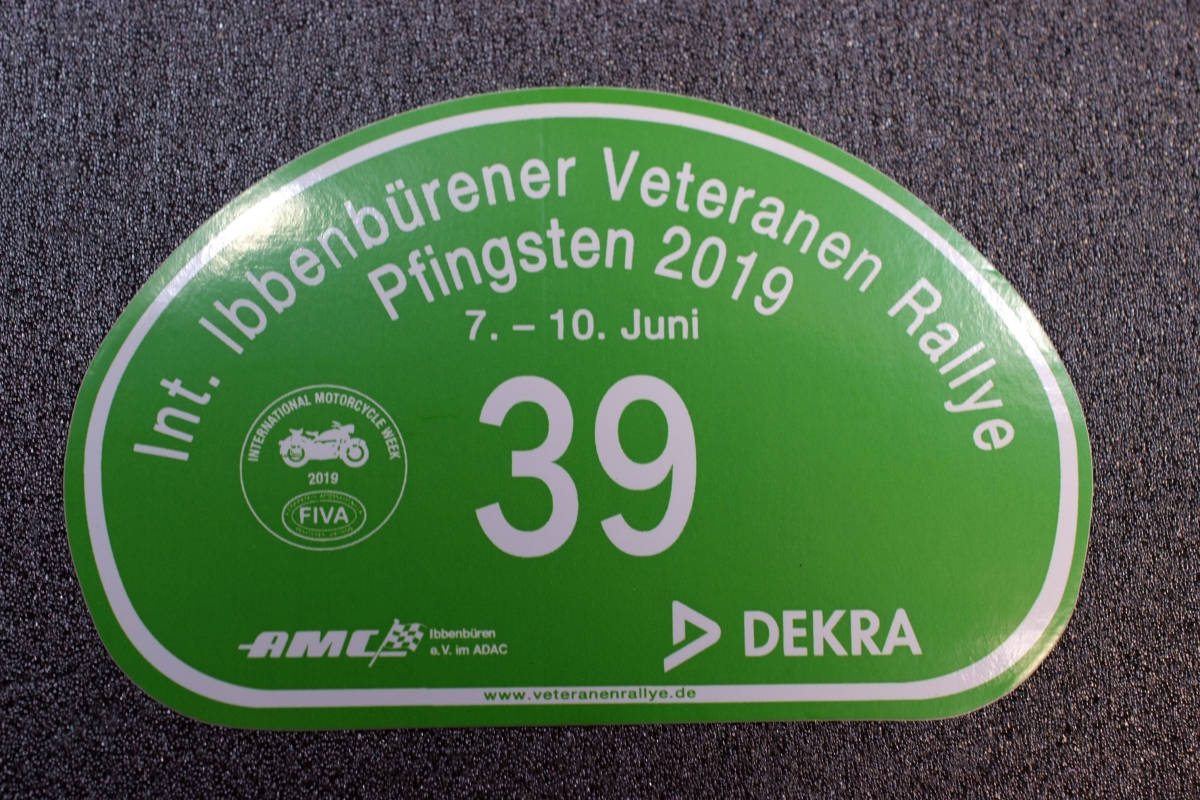 Int. Ibbenbürener Veteranen Rallye
Pfingsten 2019
7. – 10. Juni
39
INTERNATIONAL MOTORCYCLE WEEK
2019
FIVA
AMC
Ibbenbüren
e.V. im ADAC
DEKRA
www.veteranenrallye.de